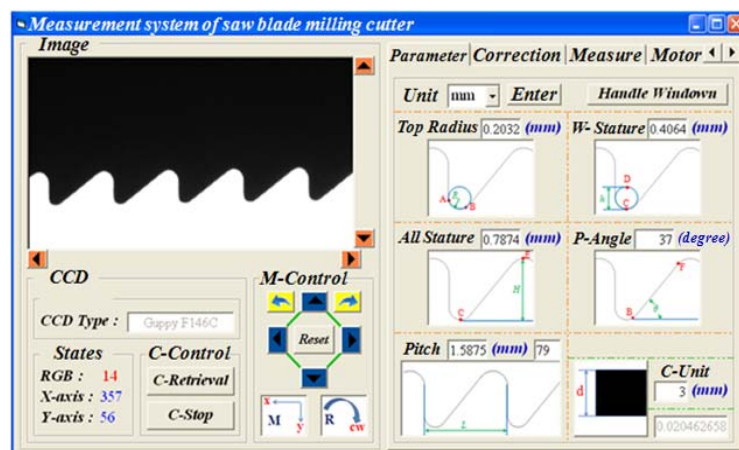 Measurement system of saw blade milling cutter
Image
Parameter Correction Measure Motor
Unit mm Enter Handle Windown
Top Radius 0.2032 (mm) W- Stature 0.4064 (mm)
A B D C h
All Stature 0.7874 (mm) P-Angle 37 (degree)
C E H B F θ
Pitch 1.5875 (mm) 79
L
d
C-Unit
3 (mm)
0.020462658
CCD
CCD Type : Guppy F146C
States
RGB : 14
X-axis : 357
Y-axis : 56
C-Control
C-Retrieval
C-Stop
M-Control
Reset
x
M y
R cw